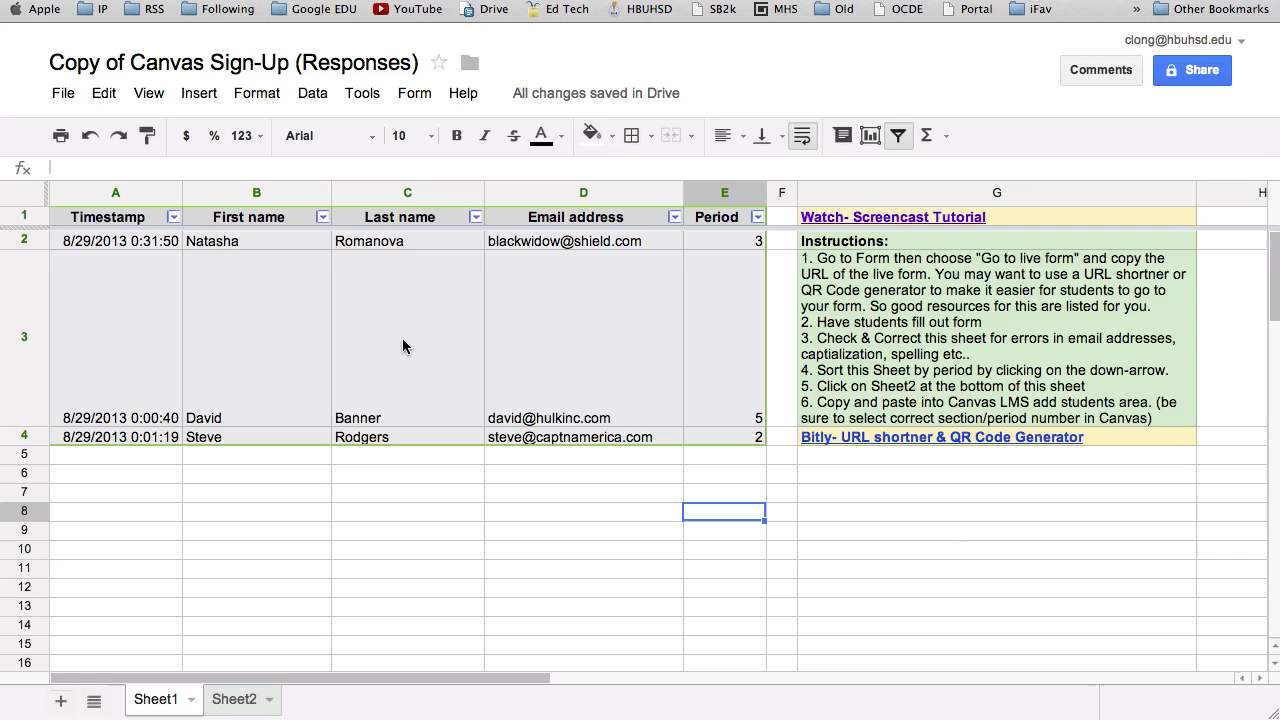 Apple IP RSS Following Google EDU YouTube Drive Ed Tech HBUHSD SB2k MHS Old OCDE Portal iFav » Other Bookmarks
clong@hbuhsd.edu
Copy of Canvas Sign-Up (Responses)
Comments Share
File Edit View Insert Format Data Tools Form Help All changes saved in Drive
$ % 123 Arial 10 B I S A Σ
fx
A B C D E F G H
1 Timestamp First name Last name Email address Period Watch- Screencast Tutorial
2 8/29/2013 0:31:50 Natasha Romanova blackwidow@shield.com 3 Instructions:
1. Go to Form then choose "Go to live form" and copy the
URL of the live form. You may want to use a URL shortner or
QR Code generator to make it easier for students to go to
your form. So good resources for this are listed for you.
2. Have students fill out form
3 3. Check & Correct this sheet for errors in email addresses,
captialization, spelling etc..
4. Sort this Sheet by period by clicking on the down-arrow.
5. Click on Sheet2 at the bottom of this sheet
6. Copy and paste into Canvas LMS add students area. (be
8/29/2013 0:00:40 David Banner david@hulkinc.com 5 sure to select correct section/period number in Canvas)
4 8/29/2013 0:01:19 Steve Rodgers steve@captnamerica.com 2 Bitly- URL shortner & QR Code Generator
5
6
7
8
9
10
11
12
13
14
15
16
+ Sheet1 Sheet2